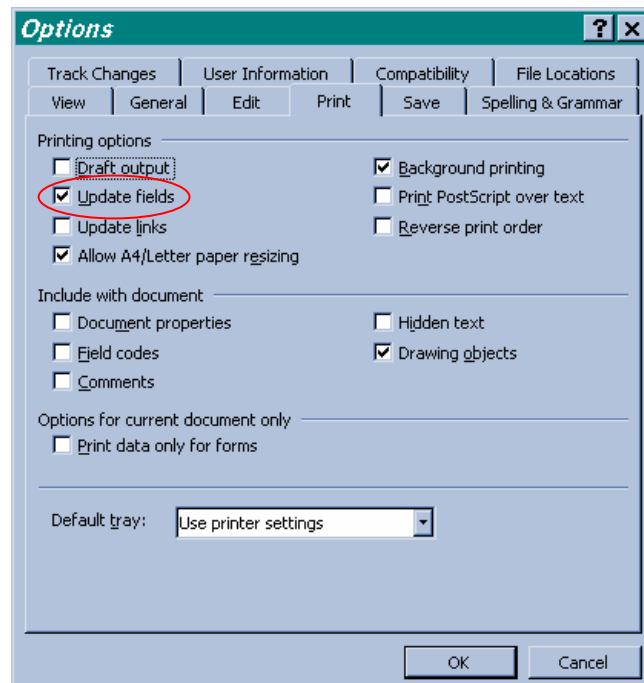 Options
Track Changes User Information Compatibility File Locations
View General Edit Print Save Spelling & Grammar
Printing options
Draft output Background printing
Update fields Print PostScript over text
Update links Reverse print order
Allow A4/Letter paper resizing
Include with document
Document properties Hidden text
Field codes Drawing objects
Comments
Options for current document only
Print data only for forms
Default tray: Use printer settings
OK Cancel